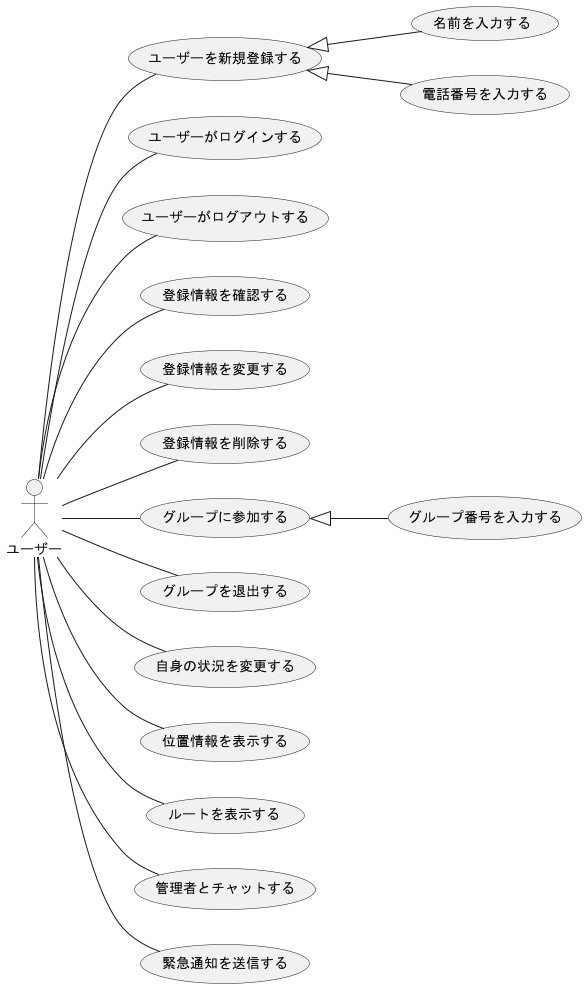 名前を入力する
ユーザーを新規登録する
電話番号を入力する
ユーザーがログインする
ユーザーがログアウトする
登録情報を確認する
登録情報を変更する
登録情報を削除する
グループに参加する
グループ番号を入力する
ユーザー
グループを退出する
自身の状況を変更する
位置情報を表示する
ルートを表示する
管理者とチャットする
緊急通知を送信する